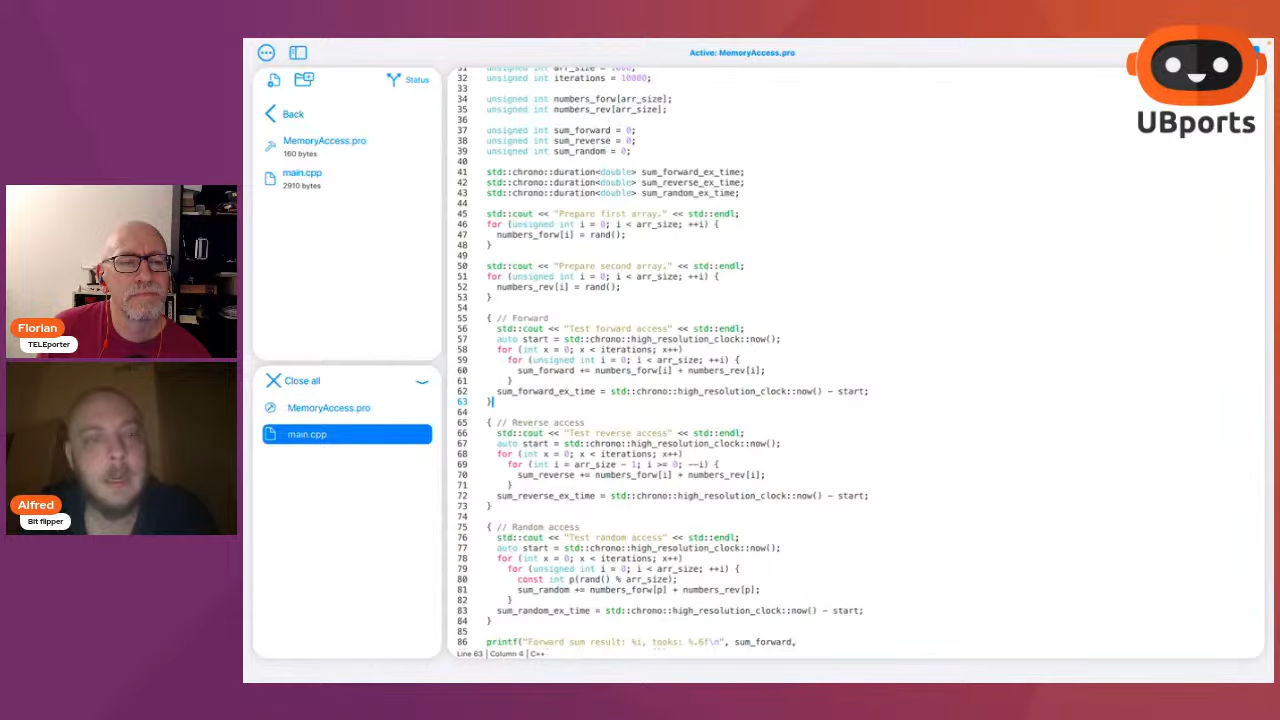 Active: MemoryAccess.pro
UBports
Status
Back
MemoryAccess.pro
160 bytes
main.cpp
2910 bytes
Close all
MemoryAccess.pro
main.cpp
Florian
TELEporter
Alfred
Bit flipper
31 unsigned int arr_size = 1000;
32 unsigned int iterations = 10000;
33
34 unsigned int numbers_forw[arr_size];
35 unsigned int numbers_rev[arr_size];
36
37 unsigned int sum_forward = 0;
38 unsigned int sum_reverse = 0;
39 unsigned int sum_random = 0;
40
41 std::chrono::duration<double> sum_forward_ex_time;
42 std::chrono::duration<double> sum_reverse_ex_time;
43 std::chrono::duration<double> sum_random_ex_time;
44
45 std::cout << "Prepare first array." << std::endl;
46 for (unsigned int i = 0; i < arr_size; ++i) {
47 numbers_forw[i] = rand();
48 }
49
50 std::cout << "Prepare second array." << std::endl;
51 for (unsigned int i = 0; i < arr_size; ++i) {
52 numbers_rev[i] = rand();
53 }
54
55 { // Forward
56 std::cout << "Test forward access" << std::endl;
57 auto start = std::chrono::high_resolution_clock::now();
58 for (int x = 0; x < iterations; x++)
59 for (unsigned int i = 0; i < arr_size; ++i) {
60 sum_forward += numbers_forw[i] + numbers_rev[i];
61 }
62 sum_forward_ex_time = std::chrono::high_resolution_clock::now() - start;
63 }
64
65 { // Reverse access
66 std::cout << "Test reverse access" << std::endl;
67 auto start = std::chrono::high_resolution_clock::now();
68 for (int x = 0; x < iterations; x++)
69 for (int i = arr_size - 1; i >= 0; --i) {
70 sum_reverse += numbers_forw[i] + numbers_rev[i];
71 }
72 sum_reverse_ex_time = std::chrono::high_resolution_clock::now() - start;
73 }
74
75 { // Random access
76 std::cout << "Test random access" << std::endl;
77 auto start = std::chrono::high_resolution_clock::now();
78 for (int x = 0; x < iterations; x++)
79 for (unsigned int i = 0; i < arr_size; ++i) {
80 const int p(rand() % arr_size);
81 sum_random += numbers_forw[p] + numbers_rev[p];
82 }
83 sum_random_ex_time = std::chrono::high_resolution_clock::now() - start;
84 }
85
86 printf("Forward sum result: %i, tooks: %.6f\n", sum_forward,
Line 63 | Column 4 | C++